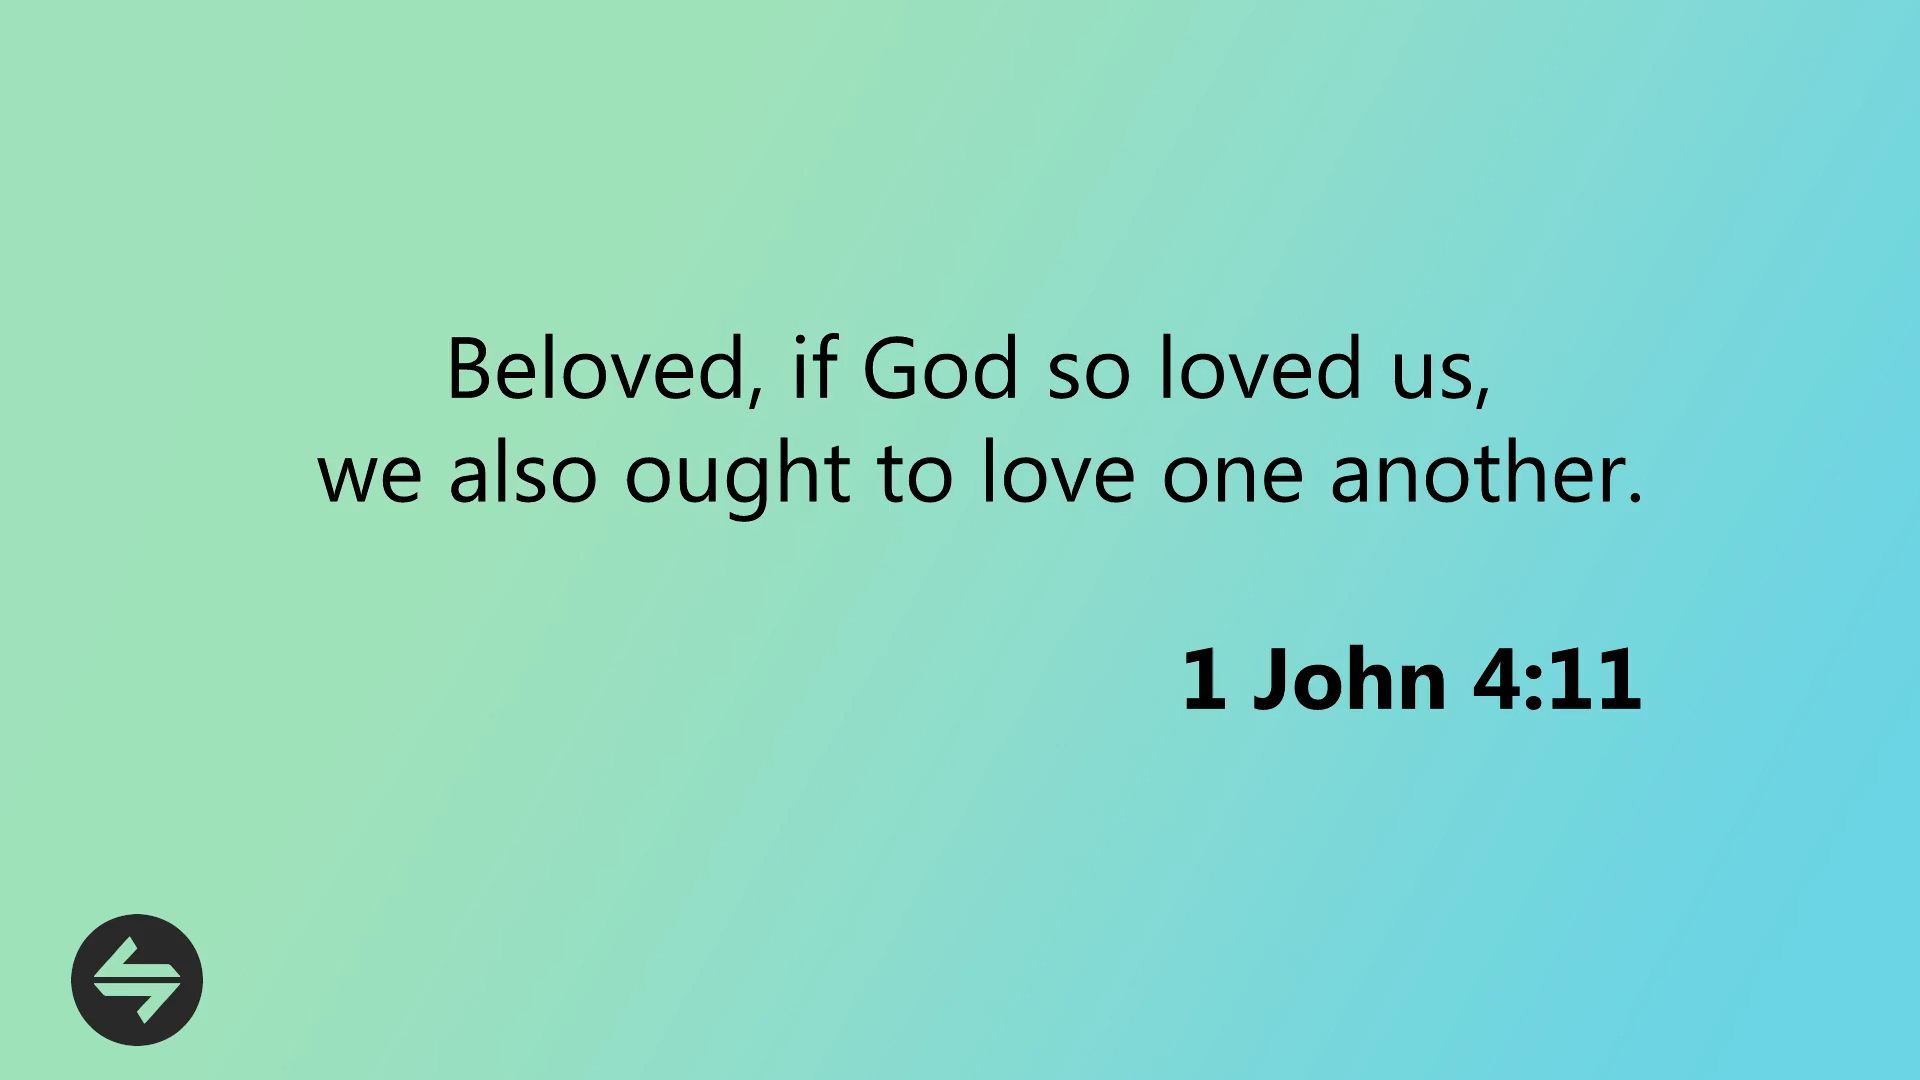 Beloved, if God so loved us,
we also ought to love one another.
1 John 4:11